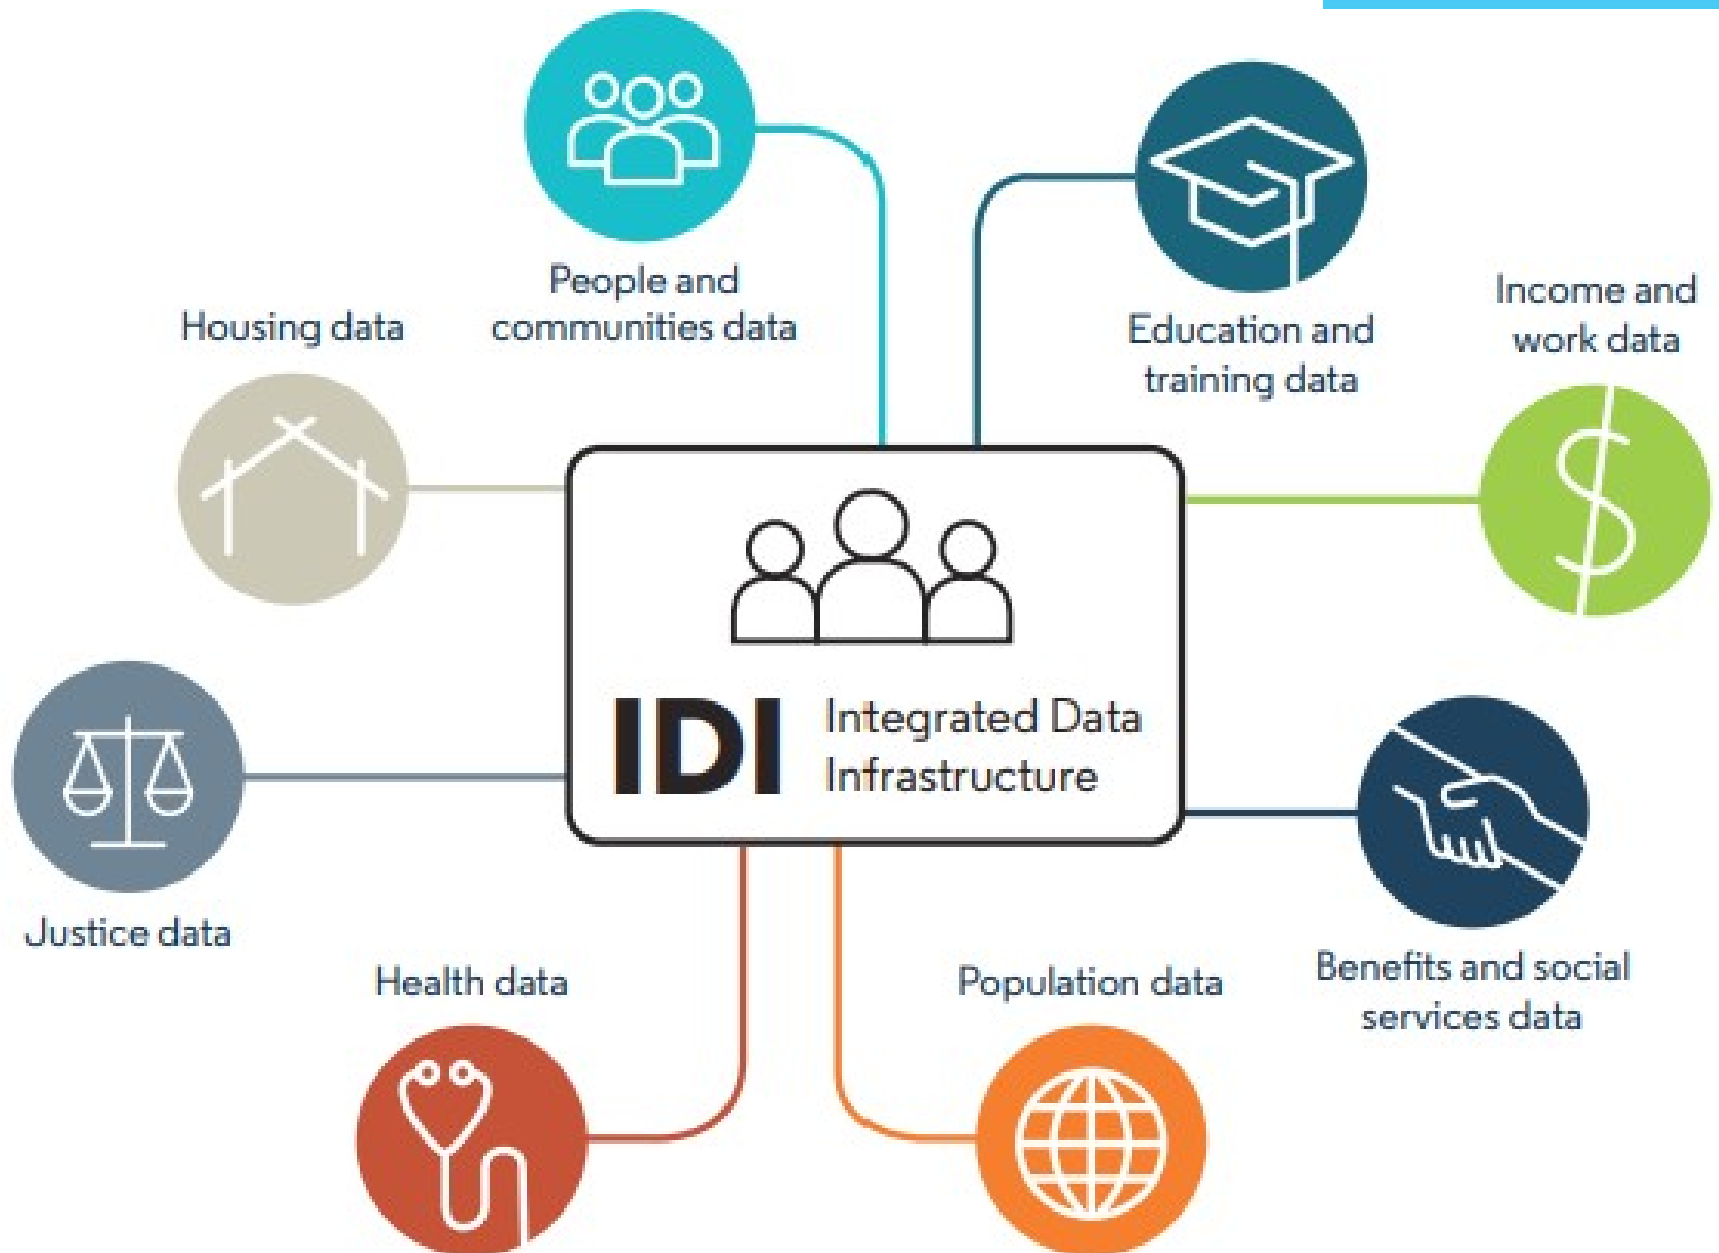 People and
communities data
Education and
training data
Income and
work data
Housing data
IDI
Integrated Data
Infrastructure
Justice data
Benefits and social
services data
Health data
Population data